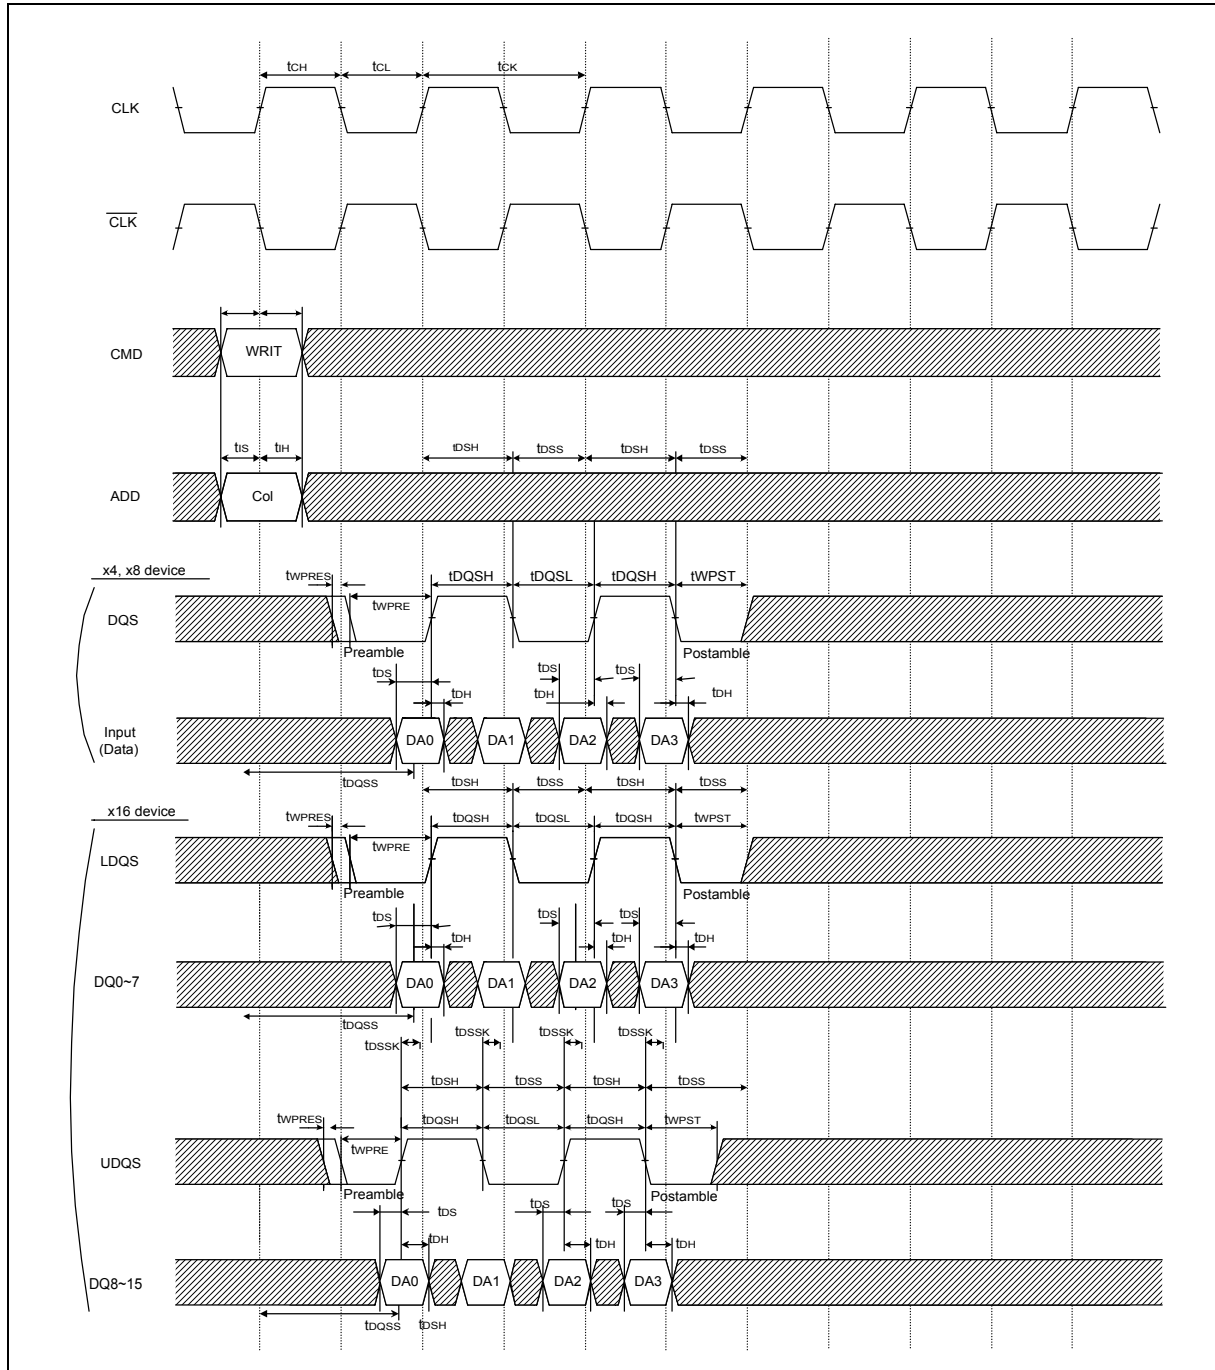 tCH tCL tCK
CLK
CLK
CMD WRIT
tIS tIH tDSH tDSS tDSH tDSS
ADD Col
x4, x8 device
tWPRES tDQSH tDQSL tDQSH tWPST
tWPRE
DQS
Preamble Postamble
tDS tDS tDS
tDH tDH tDH
Input
(Data)
DA0 DA1 DA2 DA3
tDQSS tDSH tDSS tDSH tDSS
x16 device
tWPRES tDQSH tDQSL tDQSH tWPST
tWPRE
LDQS
Preamble Postamble
tDS tDS tDS
tDH tDH tDH
DQ0~7 DA0 DA1 DA2 DA3
tDQSS
tDSSK tDSSK tDSSK tDSSK
tDSH tDSS tDSH tDSS
tWPRES tDQSH tDQSL tDQSH tWPST
tWPRE
UDQS
Preamble Postamble
tDS tDS tDS
tDH tDH tDH
DQ8~15 DA0 DA1 DA2 DA3
tDQSS tDSH